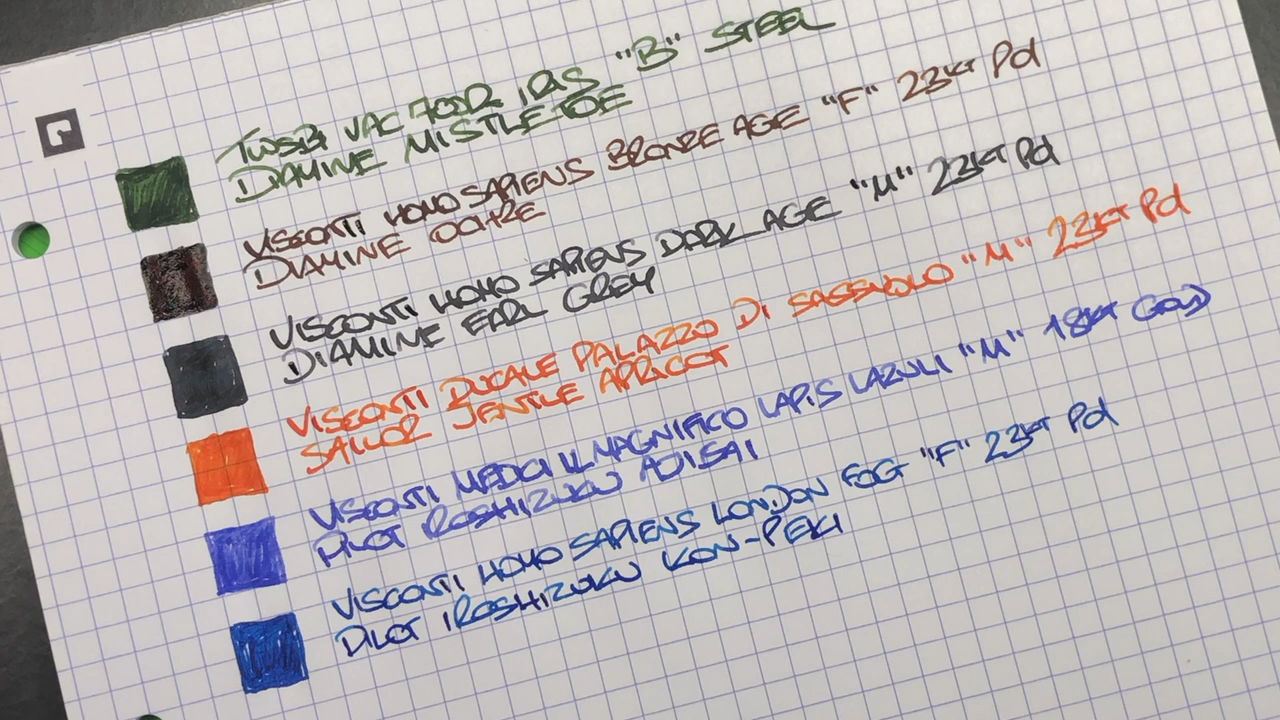 TWSBI VAC 700R IRIS "B" STEEL
DIAMINE MISTLETOE
VISCONTI HOMO SAPIENS BRONZE AGE "F" 23KT Pd
DIAMINE OCHRE
VISCONTI HOMO SAPIENS DARK AGE "M" 23KT Pd
DIAMINE EARL GREY
VISCONTI DUCALE PALAZZO DI SASSUOLO "M" 23KT Pd
SAILOR JENTLE APRICOT
VISCONTI MEDICI IL MAGNIFICO LAPIS LAZULI "M" 18KT GOLD
PILOT IROSHIZUKU AJISAI
VISCONTI HOMO SAPIENS LONDON FOG "F" 23KT Pd
PILOT IROSHIZUKU KON-PEKI